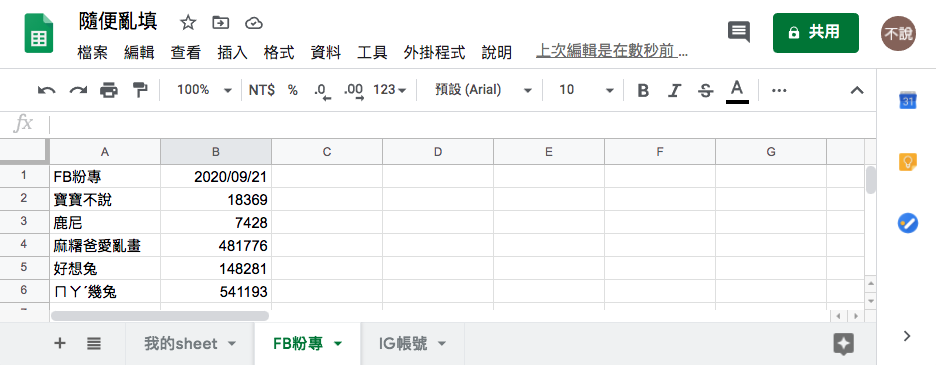 隨便亂填
檔案 編輯 查看 插入 格式 資料 工具 外掛程式 說明 上次編輯是在數秒前 ...
共用
不說
100% NT$ % .0 .00 123 預設 (Arial) 10 B I S A
fx
A B C D E F G
1 FB粉專 2020/09/21
2 寶寶不說 18369
3 鹿尼 7428
4 麻糬爸愛亂畫 481776
5 好想兔 148281
6 ㄇㄚˊ幾兔 541193
我的sheet FB粉專 IG帳號
31